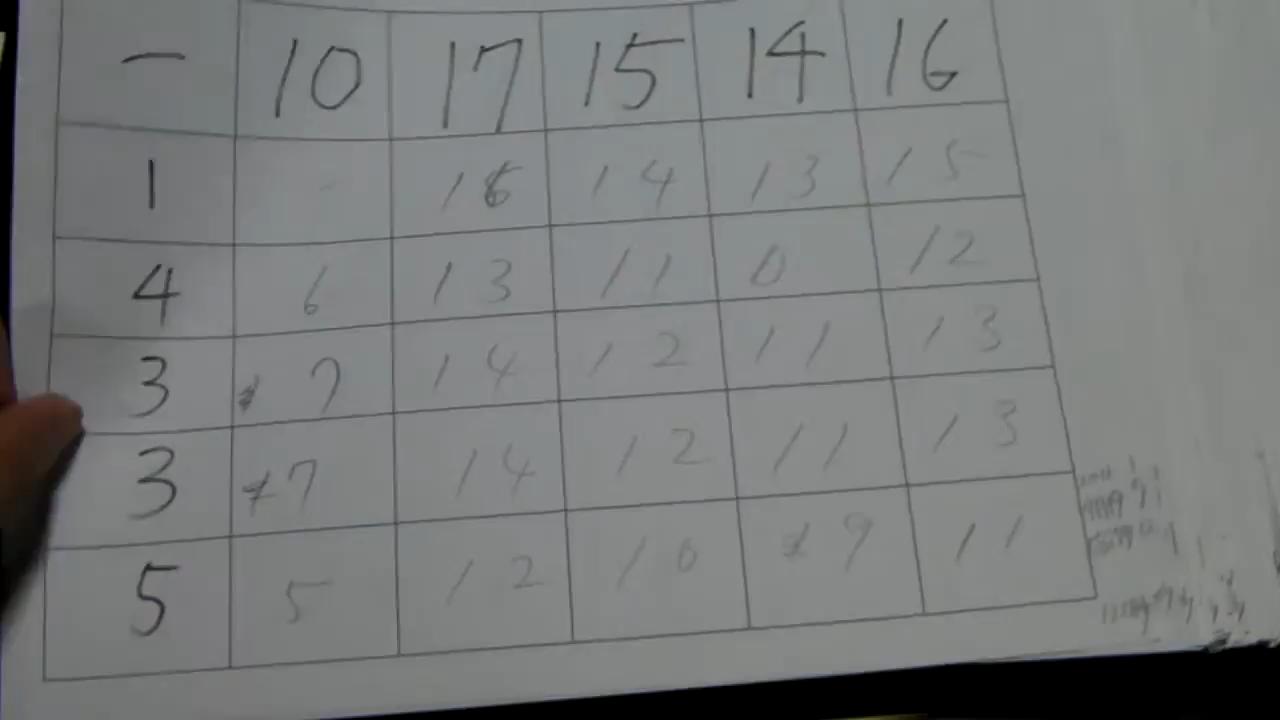 − 10 17 15 14 16
1 16 14 13 15
4 6 13 11 0 12
3 7 14 12 11 13
3 7 14 12 11 13
5 5 12 10 9 11